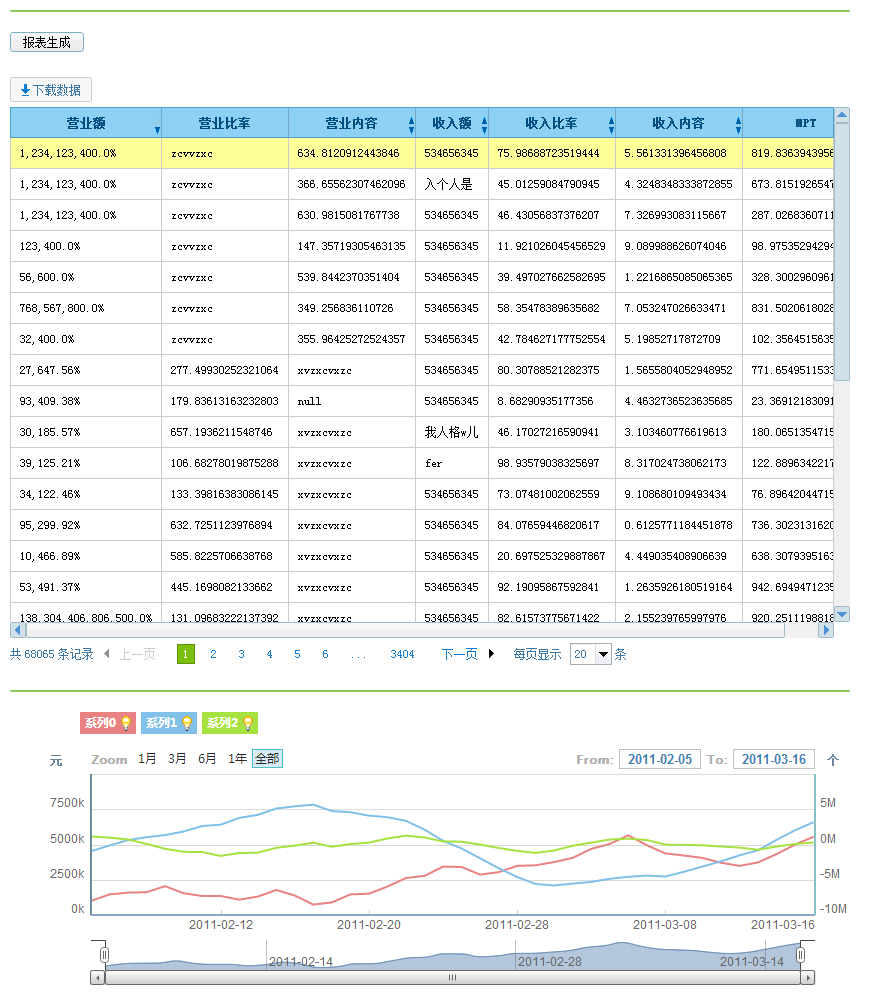 报表生成
下载数据
营业额 营业比率 营业内容 收入额 收入比率 收入内容 MPT
1,234,123,400.0% zcvvzxc 634.8120912443846 534656345 75.98688723519444 5.561331396456808 819.8363943956
1,234,123,400.0% zcvvzxc 366.65562307462096 入个人是 45.01259084790945 4.3248348333872855 673.8151926547
1,234,123,400.0% zcvvzxc 630.9815081767738 534656345 46.43056837376207 7.326993083115667 287.0268360711
123,400.0% zcvvzxc 147.35719305463135 534656345 11.921026045456529 9.089988626074046 98.97535294294
56,600.0% zcvvzxc 539.8442370351404 534656345 39.497027662582695 1.2216865085065365 328.3002960961
768,567,800.0% zcvvzxc 349.256836110726 534656345 58.35478389635682 7.053247026633471 831.5020618028
32,400.0% zcvvzxc 355.96425272524357 534656345 42.784627177752554 5.19852717872709 102.3564515635
27,647.56% 277.49930252321064 xvzxcvxzc 534656345 80.30788521282375 1.5655804052948952 771.6549511533
93,409.38% 179.83613163232803 null 534656345 8.68290935177356 4.4632736523635685 23.36912183091
30,185.57% 657.1936211548746 xvzxcvxzc 我人格w儿 46.17027216590941 3.103460776619613 180.0651354715
39,125.21% 106.68278019875288 xvzxcvxzc fer 98.93579038325697 8.317024738062173 122.8896342217
34,122.46% 133.39816383086145 xvzxcvxzc 534656345 73.07481002062559 9.108680109493434 76.89642044715
95,299.92% 632.7251123976894 xvzxcvxzc 534656345 84.07659446820617 0.6125771184451878 736.3023131620
10,466.89% 585.8225706638768 xvzxcvxzc 534656345 20.697525329887867 4.449035408906639 638.3079395163
53,491.37% 445.1698082133662 xvzxcvxzc 534656345 92.19095867592841 1.2635926180519164 942.6949471235
138,304,406,806,500.0% 131.09683222137392 xvzxcvxzc 534656345 82.61573775671422 2.155239765997976 920.2511198818
共 68065 条记录 上一页 1 2 3 4 5 6 ... 3404 下一页 每页显示 20 条
系列0 系列1 系列2
元 Zoom 1月 3月 6月 1年 全部 From: 2011-02-05 To: 2011-03-16 个
7500k 5M
5000k 0M
2500k -5M
0k -10M
2011-02-12 2011-02-20 2011-02-28 2011-03-08 2011-03-16
2011-02-14 2011-02-28 2011-03-14